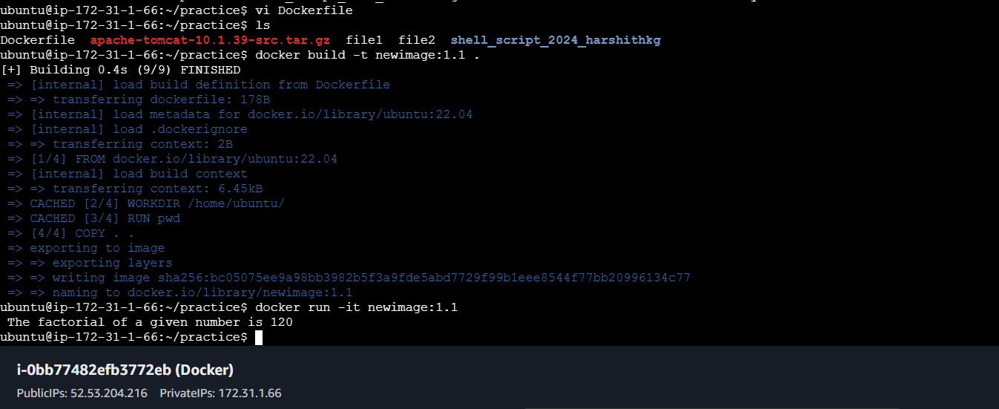 ubuntu@ip-172-31-1-66:~/practice$ vi Dockerfile
ubuntu@ip-172-31-1-66:~/practice$ ls
Dockerfile  apache-tomcat-10.1.39-src.tar.gz  file1  file2  shell_script_2024_harshithkg
ubuntu@ip-172-31-1-66:~/practice$ docker build -t newimage:1.1 .
[+] Building 0.4s (9/9) FINISHED
 => [internal] load build definition from Dockerfile
 => => transferring dockerfile: 178B
 => [internal] load metadata for docker.io/library/ubuntu:22.04
 => [internal] load .dockerignore
 => => transferring context: 2B
 => [1/4] FROM docker.io/library/ubuntu:22.04
 => [internal] load build context
 => => transferring context: 6.45kB
 => CACHED [2/4] WORKDIR /home/ubuntu/
 => CACHED [3/4] RUN pwd
 => [4/4] COPY . .
 => exporting to image
 => => exporting layers
 => => writing image sha256:bc05075ee9a98bb3982b5f3a9fde5abd7729f99b1eee8544f77bb20996134c77
 => => naming to docker.io/library/newimage:1.1
ubuntu@ip-172-31-1-66:~/practice$ docker run -it newimage:1.1
 The factorial of a given number is 120
ubuntu@ip-172-31-1-66:~/practice$
i-0bb77482efb3772eb (Docker)
PublicIPs: 52.53.204.216  PrivateIPs: 172.31.1.66